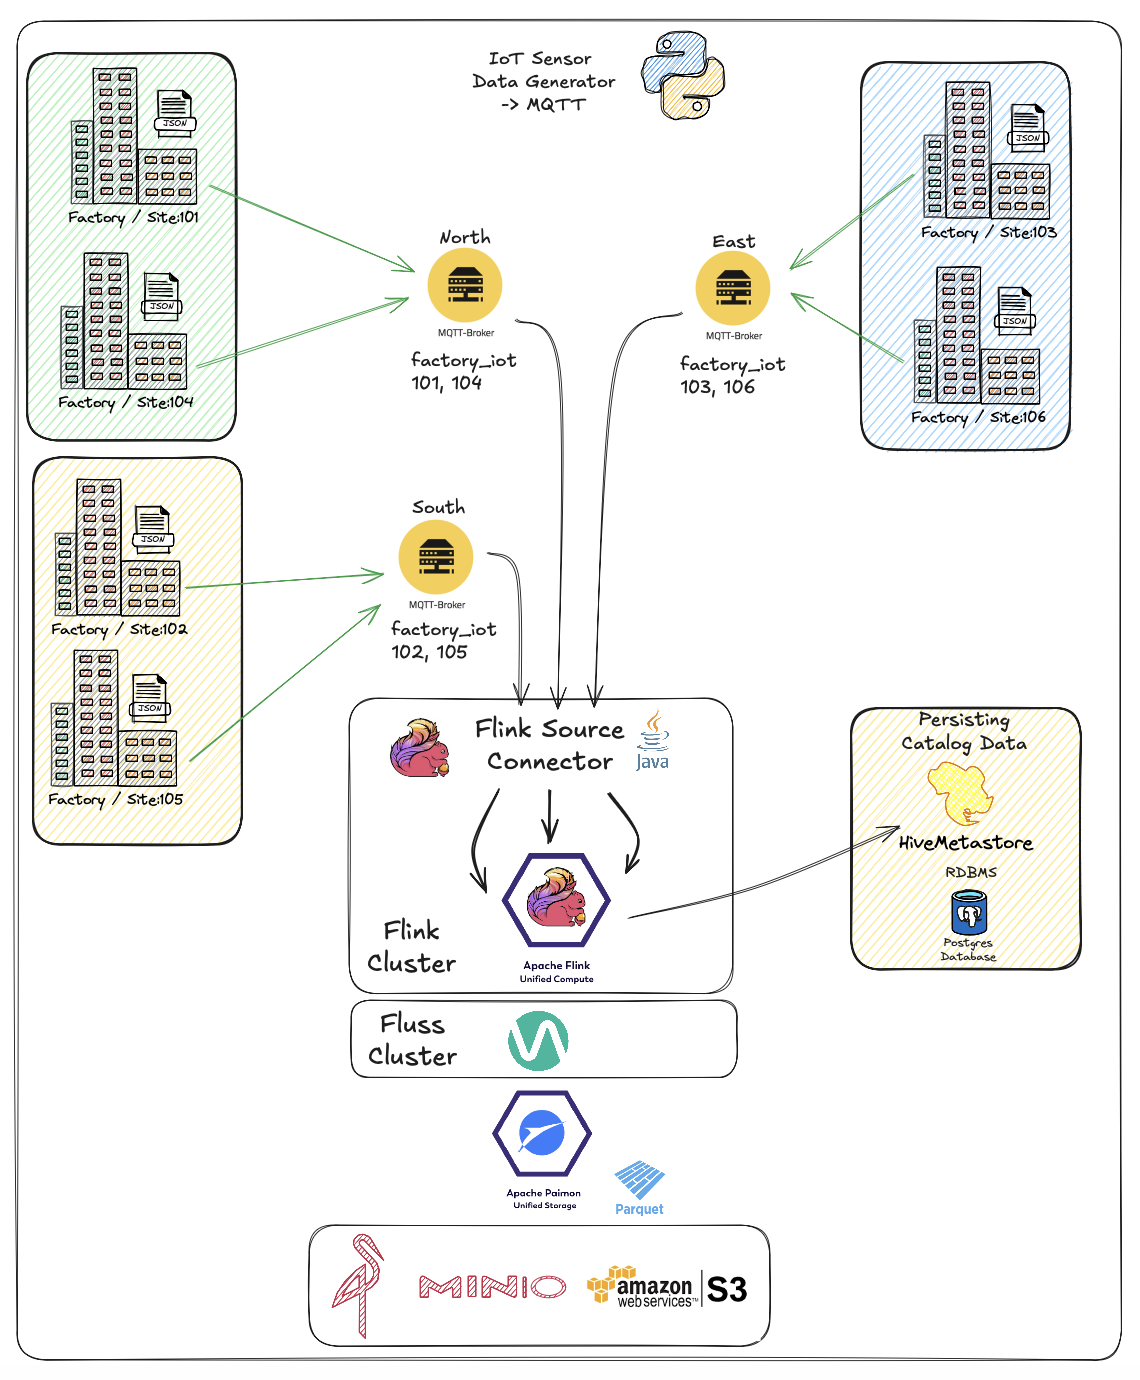 IoT Sensor
Data Generator
-> MQTT
JSON
Factory / Site:101
JSON
Factory / Site:104
North
MQTT-Broker
factory_iot
101, 104
East
MQTT-Broker
factory_iot
103, 106
JSON
Factory / Site:103
JSON
Factory / Site:106
JSON
Factory / Site:102
JSON
Factory / Site:105
South
MQTT-Broker
factory_iot
102, 105
Flink Source
Connector
Java
Flink
Cluster
Apache Flink
Unified Compute
Persisting
Catalog Data
HiveMetastore
RDBMS
Postgres
Database
Fluss
Cluster
Apache Paimon
Unified Storage
Parquet
MINIO
amazon
web services™
S3